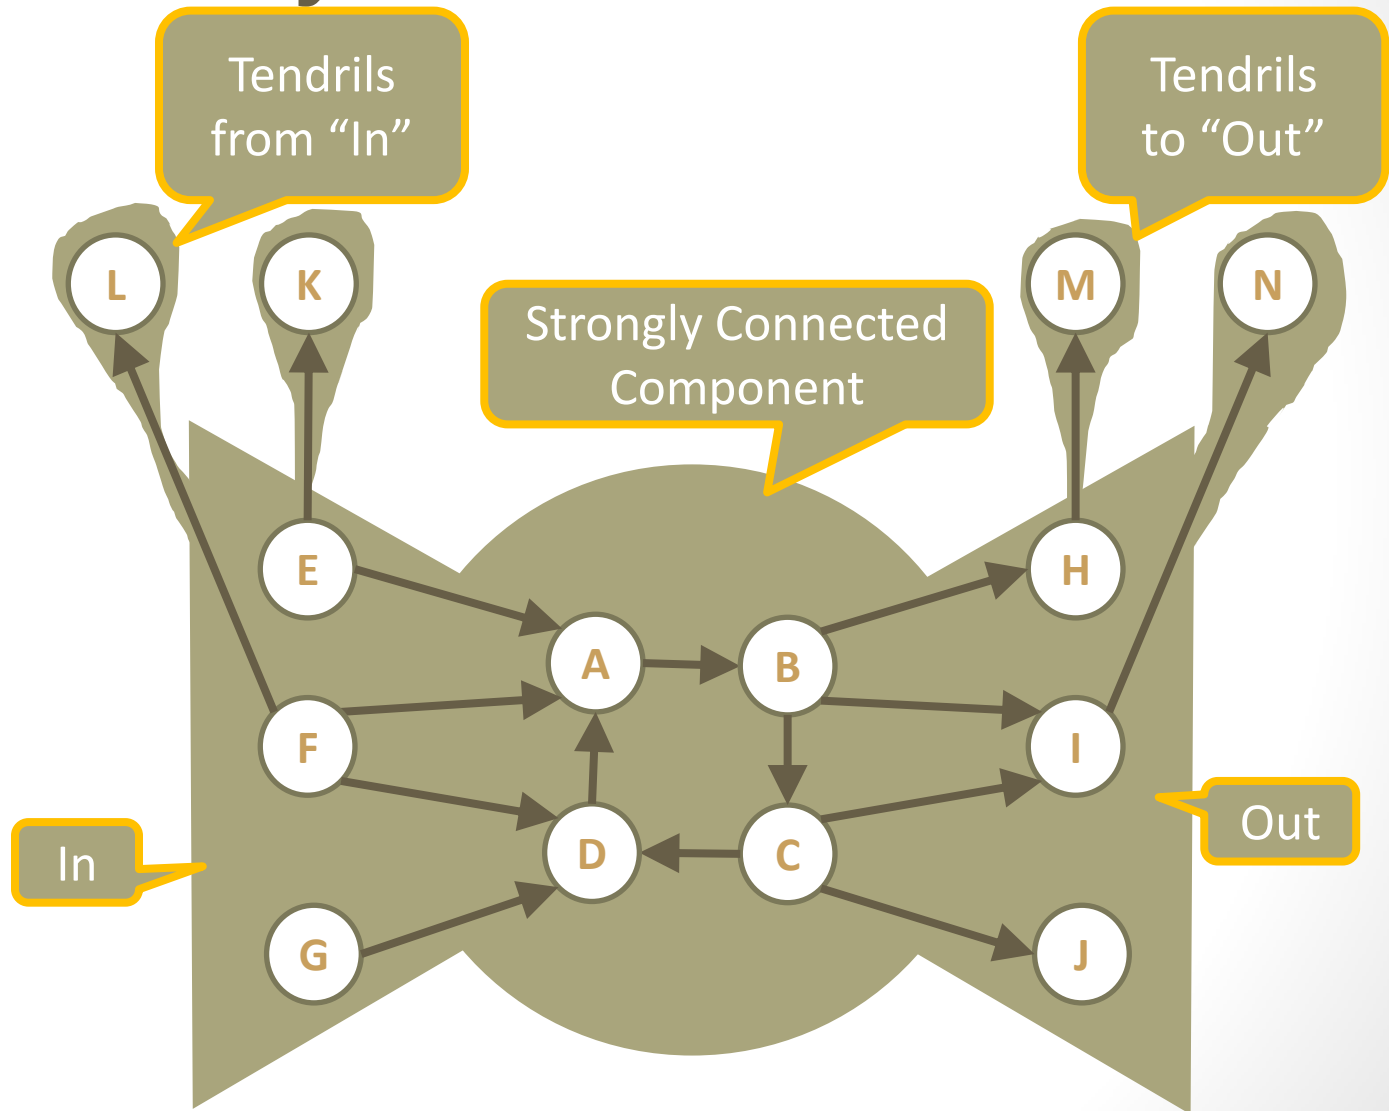 Tendrils
from “In”
Tendrils
to “Out”
L
K
M
N
Strongly Connected
Component
E
H
A
B
F
I
In
D
C
Out
G
J